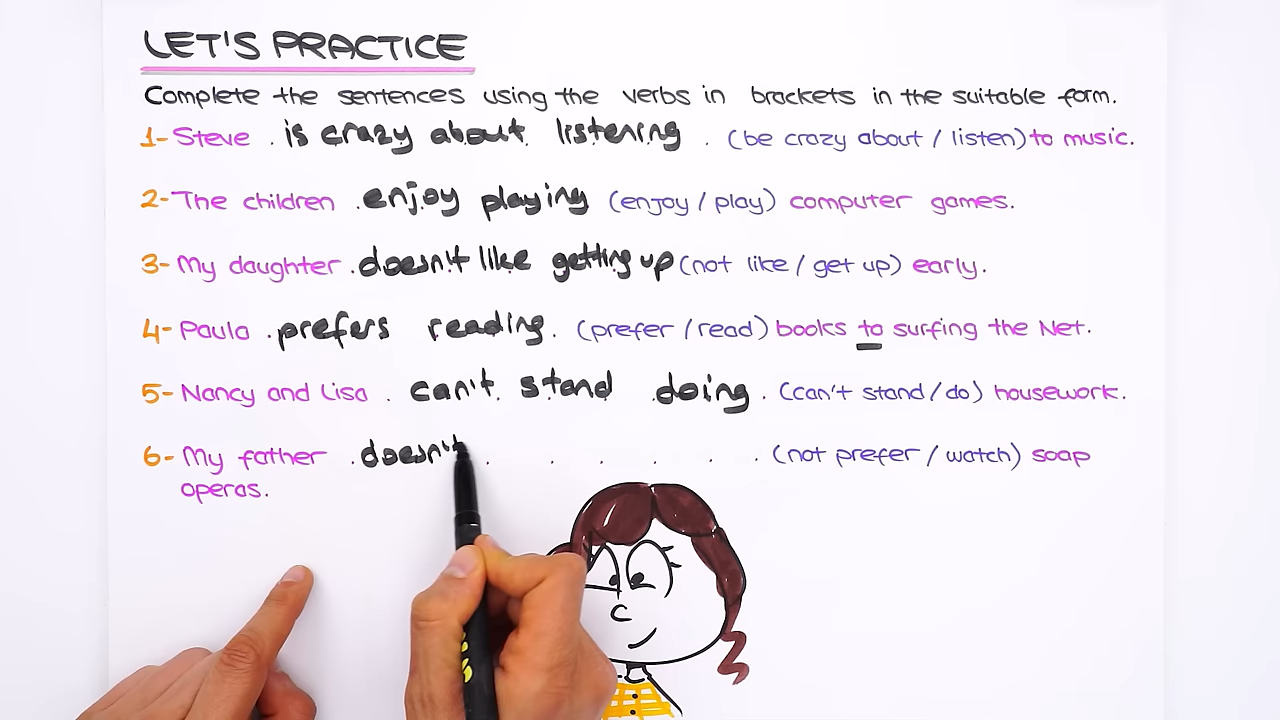 LET'S PRACTICE
Complete the sentences using the verbs in brackets in the suitable form.
1- Steve . is crazy about listening . (be crazy about / listen) to music.
2- The children . enjoy playing (enjoy / play) computer games.
3- My daughter . doesn't like getting up (not like / get up) early.
4- Paula . prefers reading. (prefer / read) books to surfing the Net.
5- Nancy and Lisa . can't stand doing . (can't stand / do) housework.
6- My father . doesn't . . . . . . (not prefer / watch) soap
operas.